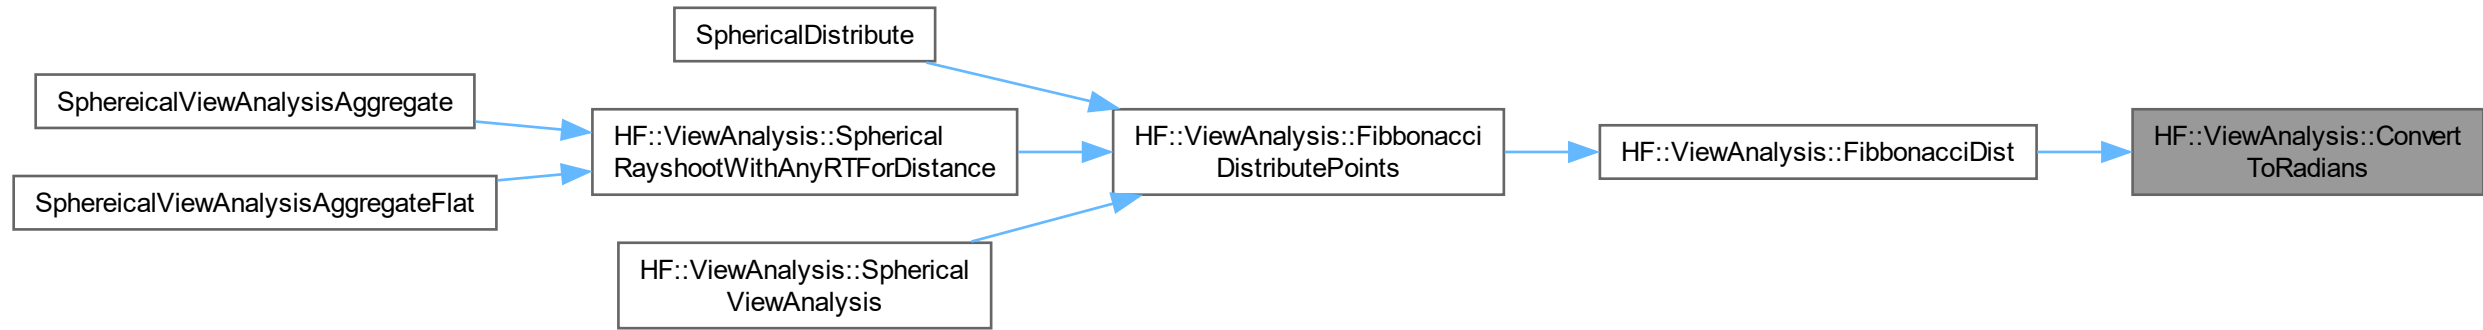 SphericalDistribute
SphereicalViewAnalysisAggregate
HF::ViewAnalysis::Spherical
RayshootWithAnyRTForDistance
HF::ViewAnalysis::Fibbonacci
DistributePoints
HF::ViewAnalysis::FibbonacciDist
HF::ViewAnalysis::Convert
ToRadians
SphereicalViewAnalysisAggregateFlat
HF::ViewAnalysis::Spherical
ViewAnalysis